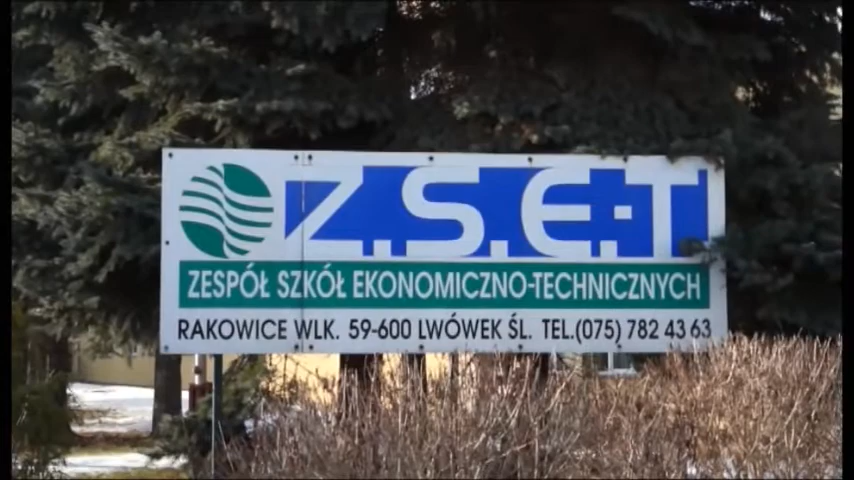 Z.S.E-T
ZESPÓŁ SZKÓŁ EKONOMICZNO-TECHNICZNYCH
RAKOWICE WLK. 59-600 LWÓWEK ŚL. TEL.(075) 782 43 63